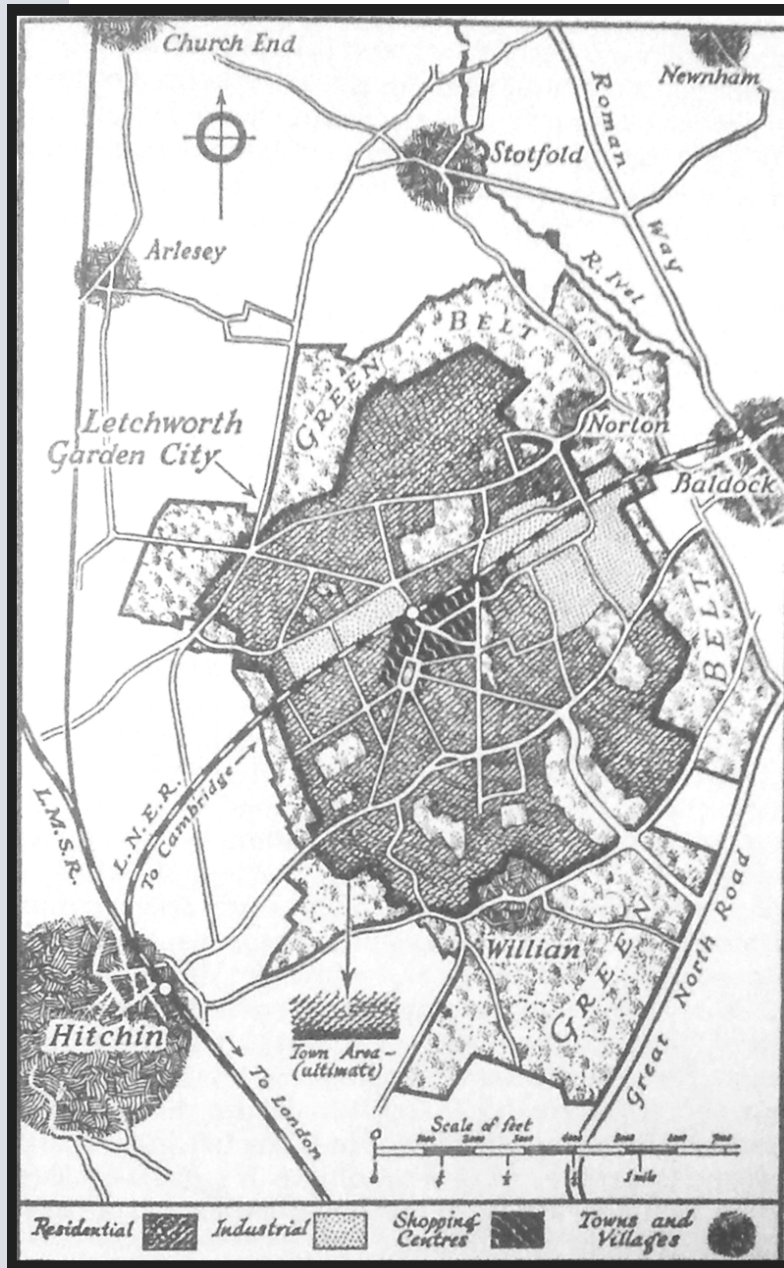 Church End
Newnham
Roman
Way
Stotfold
Arlesey
R. Ivel
BELT
GREEN
Letchworth
Garden City
Norton
Baldock
BELT
L.M.S.R.
L.N.E.R.
To Cambridge
Willian
GREEN
Great North Road
Hitchin
To London
Town Area -
(ultimate)
Scale of feet
0
1 mile
Residential
Industrial
Shopping
Centres
Towns and
Villages